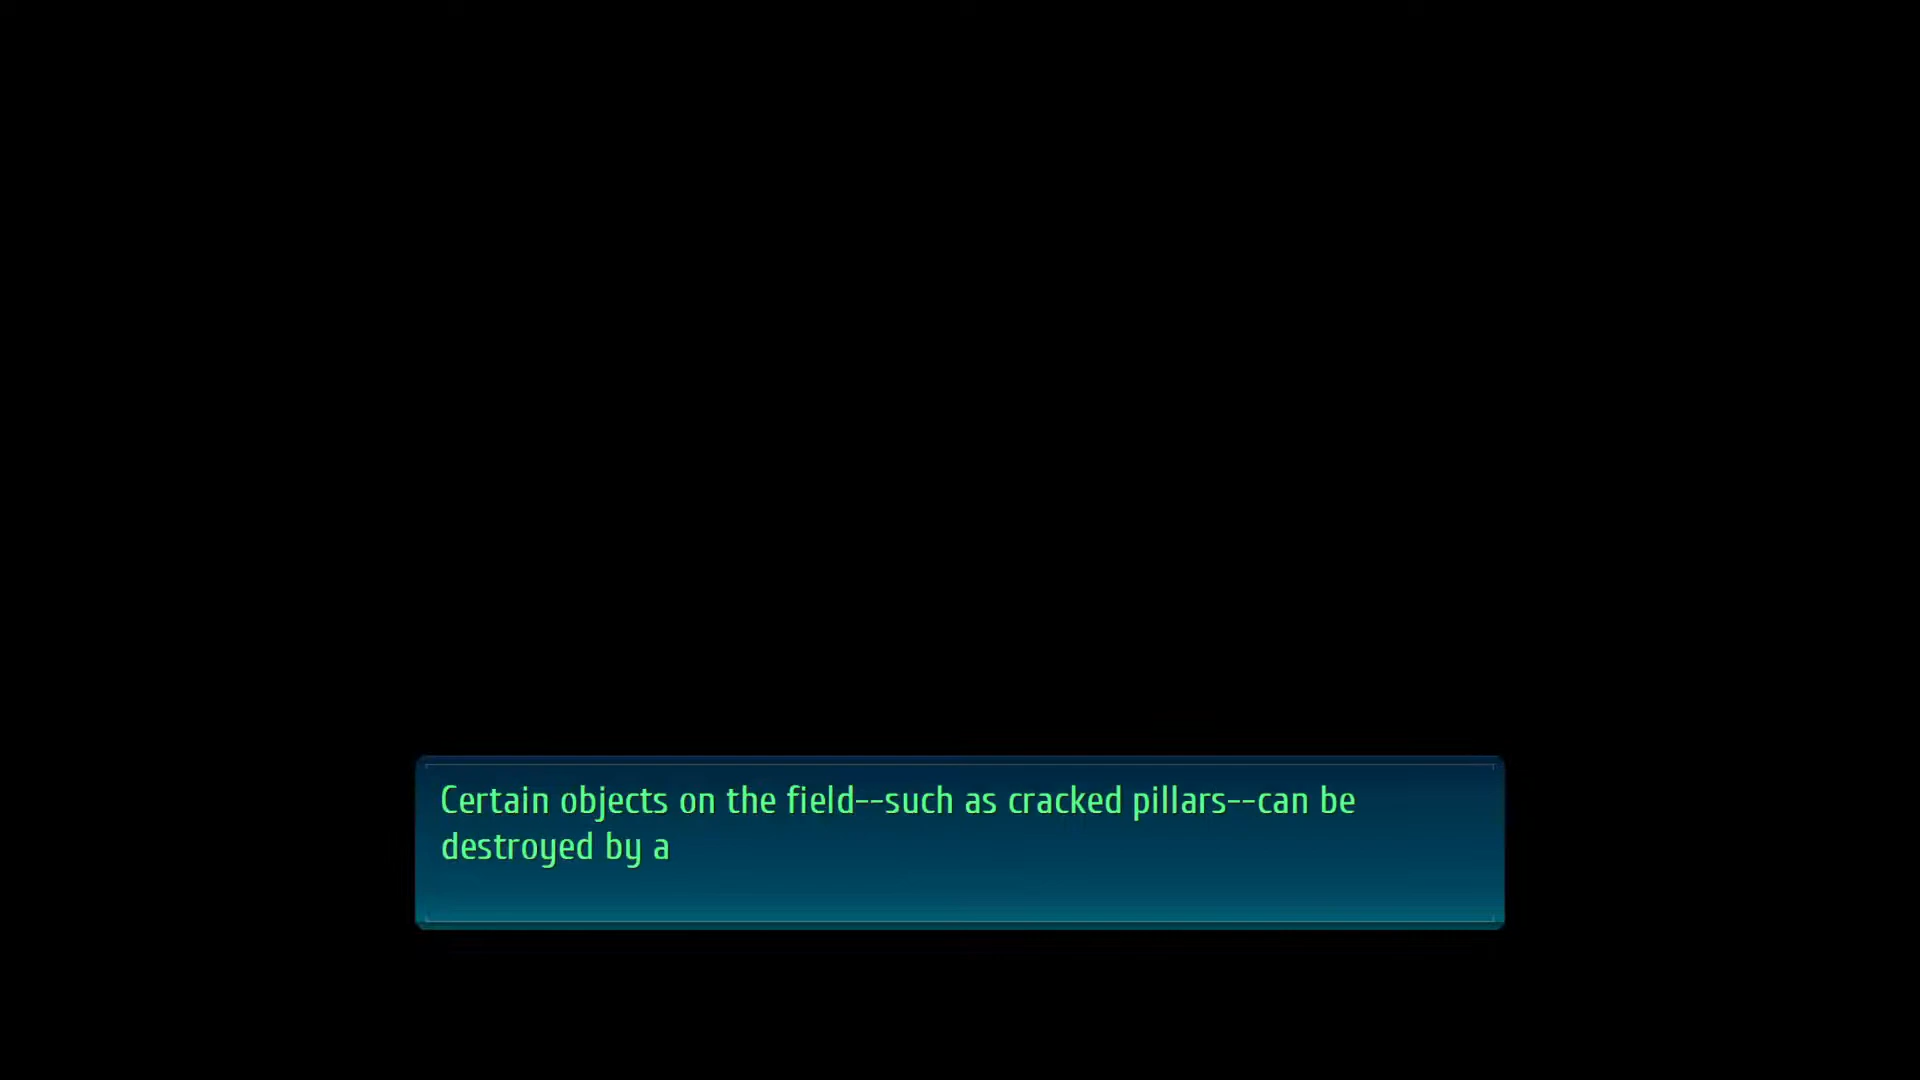 Certain objects on the field--such as cracked pillars--can be
destroyed by a